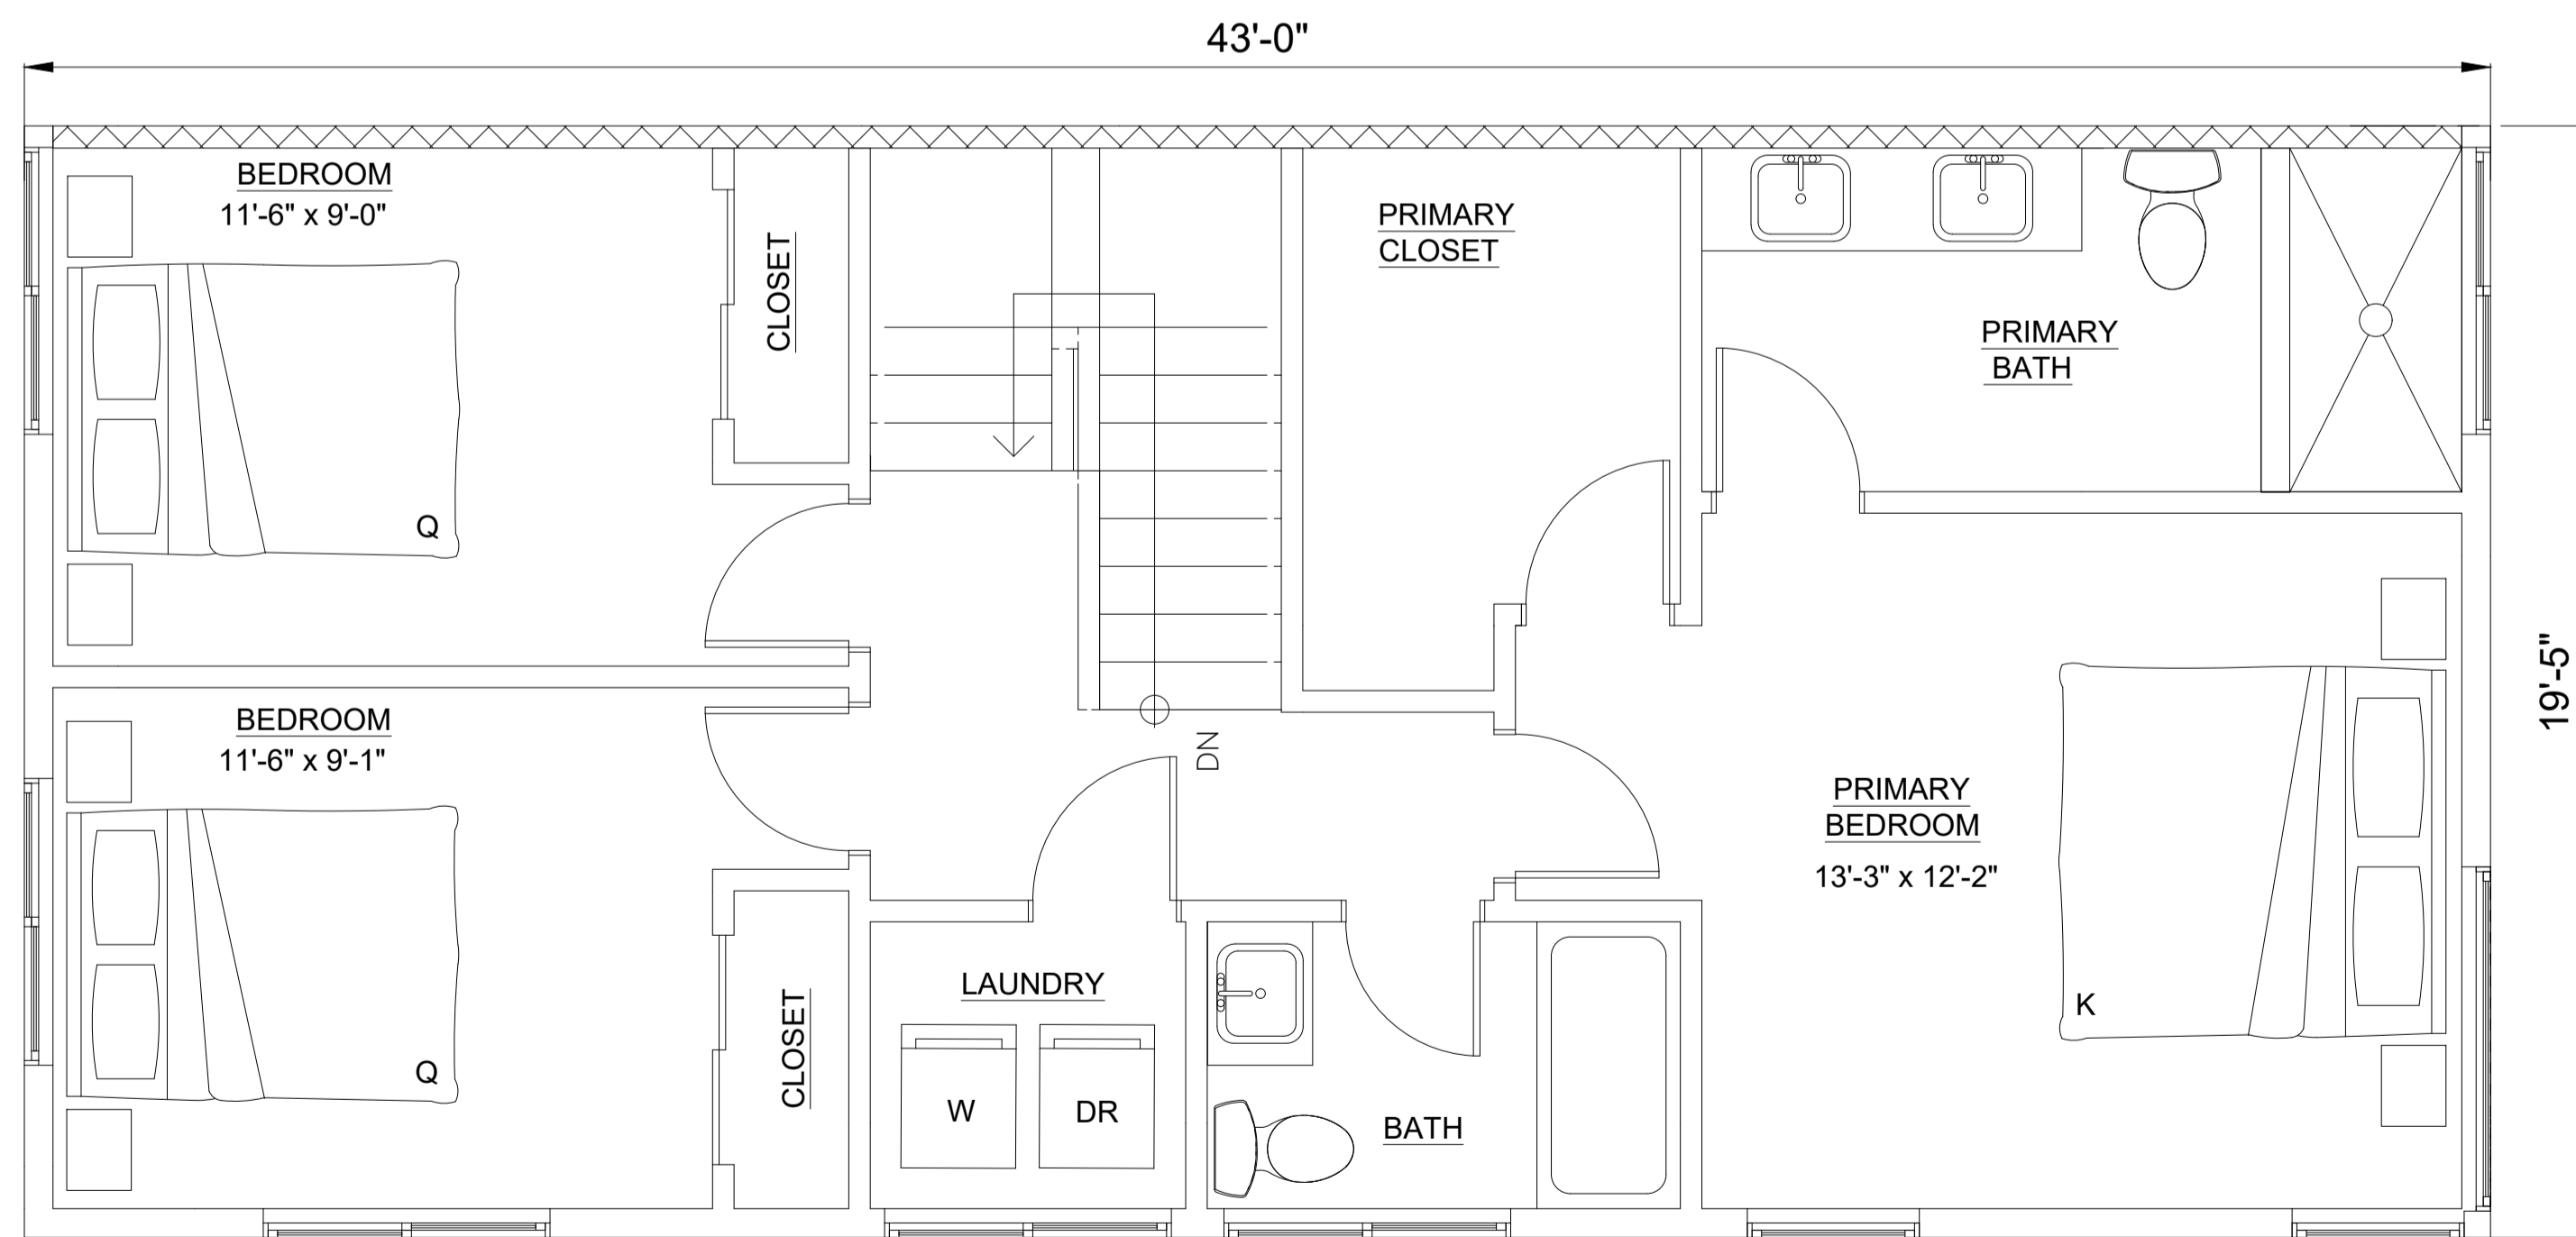 43'-0"
BEDROOM
11'-6" x 9'-0"
CLOSET
Q
PRIMARY
CLOSET
PRIMARY
BATH
19'-5"
BEDROOM
11'-6" x 9'-1"
DN
PRIMARY
BEDROOM
13'-3" x 12'-2"
Q
CLOSET
LAUNDRY
W
DR
BATH
K